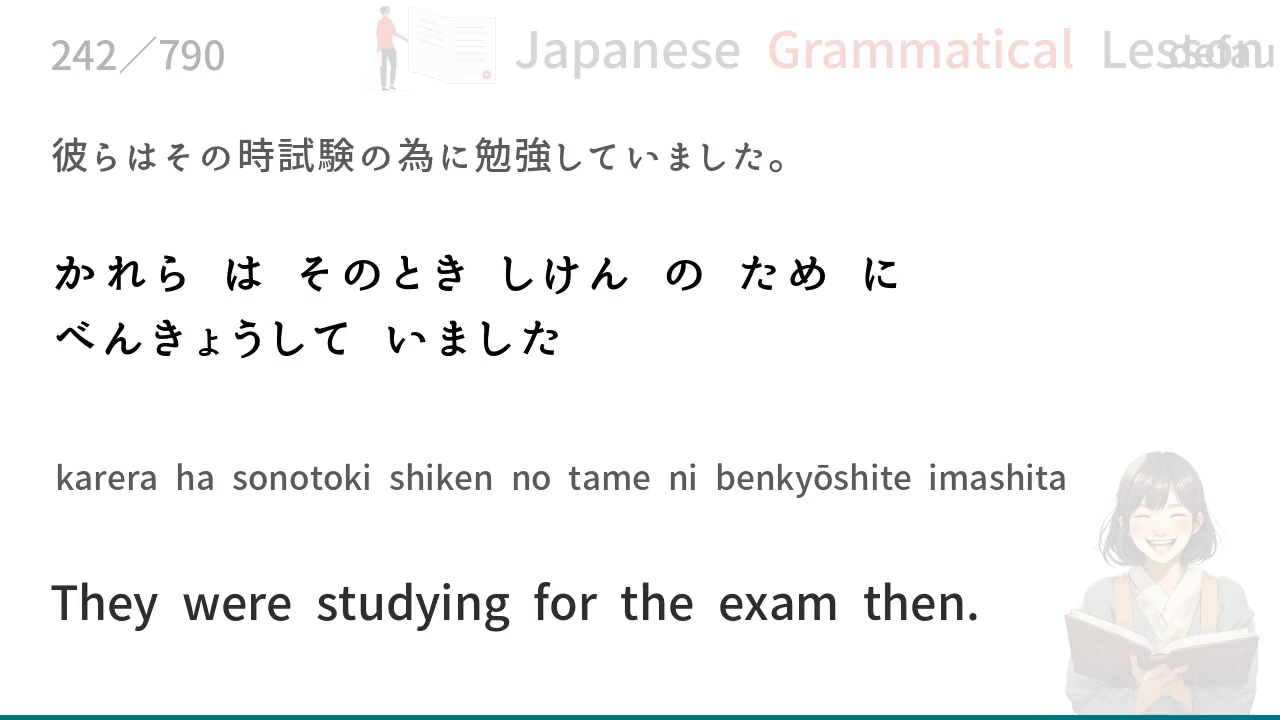 242／790
Japanese Grammatical Lesson
彼らはその時試験の為に勉強していました。
かれら は そのとき しけん の ため に
べんきょうして いました
karera ha sonotoki shiken no tame ni benkyōshite imashita
They were studying for the exam then.